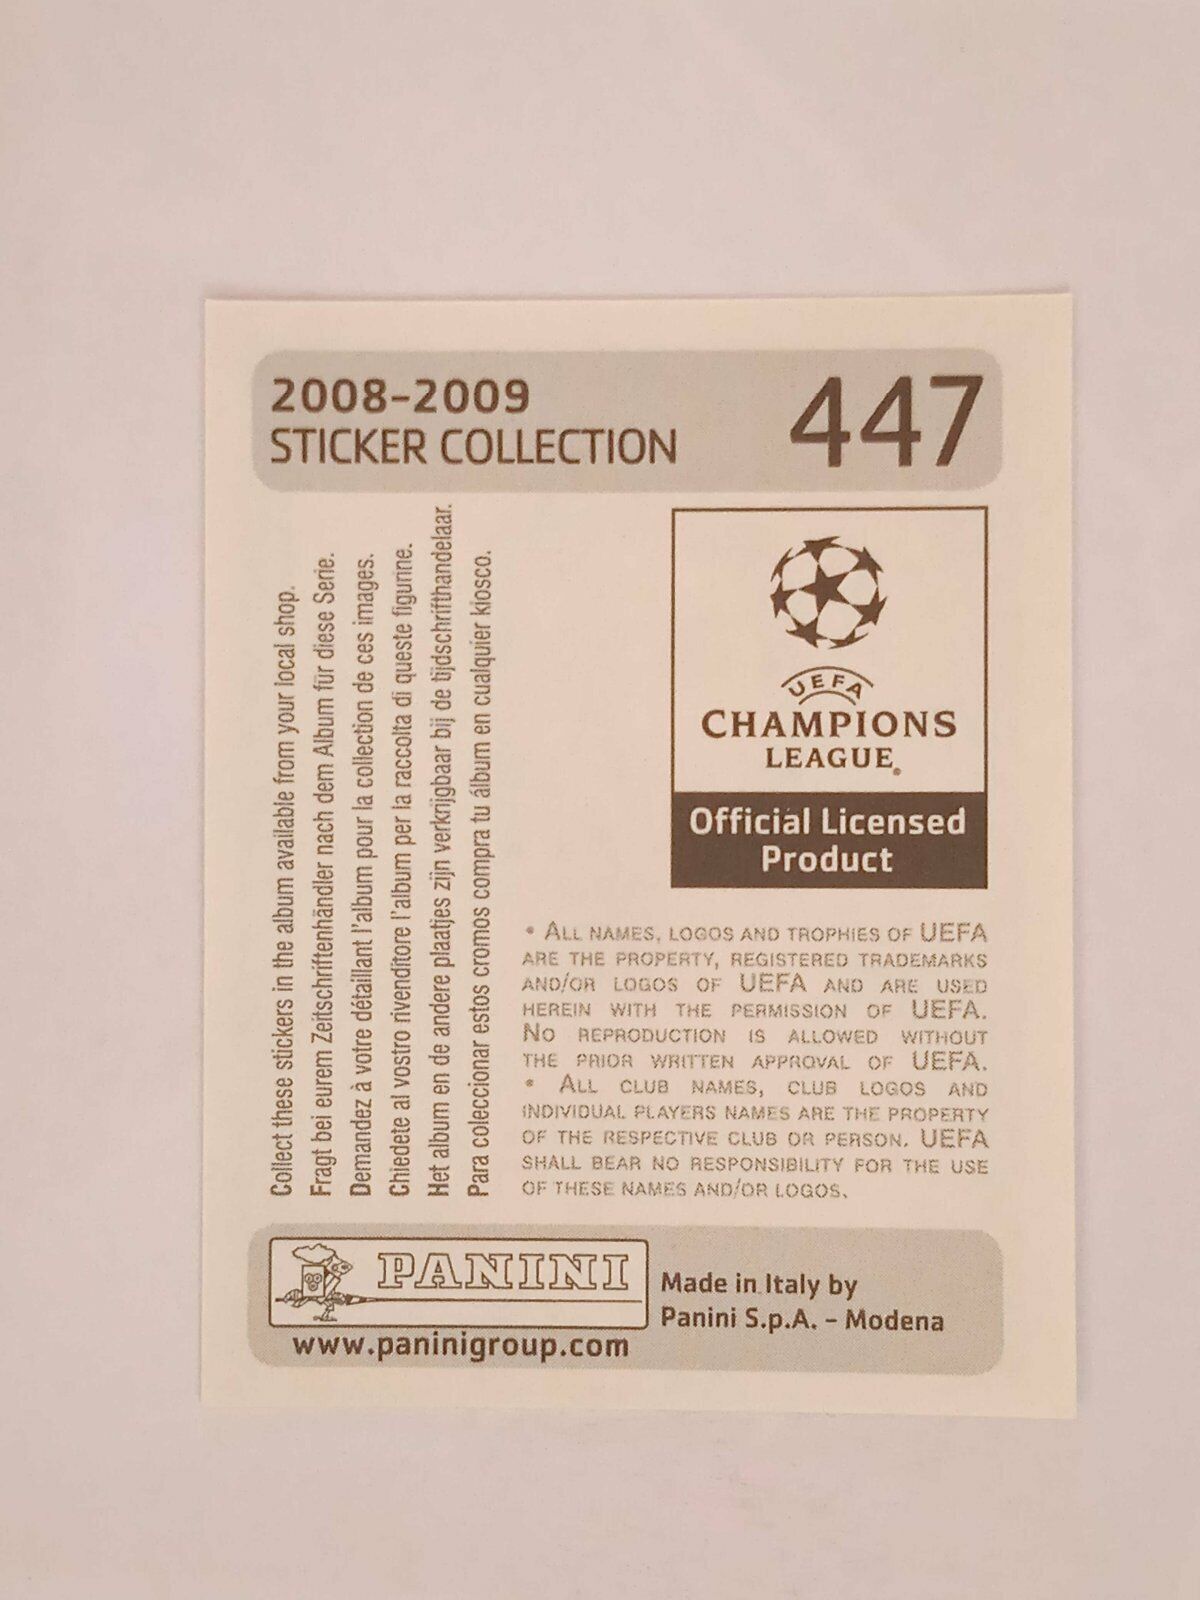 2008-2009
STICKER COLLECTION
447
Collect these stickers in the album available from your local shop.
Fragt bei eurem Zeitschriftenhändler nach dem Album für diese Serie.
Demandez à votre détaillant l'album pour la collection de ces images.
Chiedete al vostro rivenditore l'album per la raccolta di queste figurine.
Het album en de andere plaatjes zijn verkrijgbaar bij de tijdschrifthandelaar.
Para coleccionar estos cromos compra tu álbum en cualquier kiosco.
UEFA
CHAMPIONS
LEAGUE®
Official Licensed
Product
• ALL NAMES, LOGOS AND TROPHIES OF UEFA
ARE THE PROPERTY, REGISTERED TRADEMARKS
AND/OR LOGOS OF UEFA AND ARE USED
HEREIN WITH THE PERMISSION OF UEFA.
NO REPRODUCTION IS ALLOWED WITHOUT
THE PRIOR WRITTEN APPROVAL OF UEFA.
• ALL CLUB NAMES, CLUB LOGOS AND
INDIVIDUAL PLAYERS NAMES ARE THE PROPERTY
OF THE RESPECTIVE CLUB OR PERSON. UEFA
SHALL BEAR NO RESPONSIBILITY FOR THE USE
OF THESE NAMES AND/OR LOGOS.
PANINI
www.paninigroup.com
Made in Italy by
Panini S.p.A. - Modena